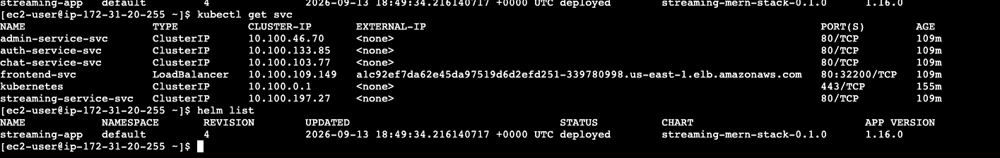 streaming-app default 4 2026-09-13 18:49:34.216140717 +0000 UTC deployed streaming-mern-stack-0.1.0 1.16.0
[ec2-user@ip-172-31-20-255 ~]$ kubectl get svc
NAME TYPE CLUSTER-IP EXTERNAL-IP PORT(S) AGE
admin-service-svc ClusterIP 10.100.46.70 <none> 80/TCP 109m
auth-service-svc ClusterIP 10.100.133.85 <none> 80/TCP 109m
chat-service-svc ClusterIP 10.100.103.77 <none> 80/TCP 109m
frontend-svc LoadBalancer 10.100.109.149 a1c92ef7da62e45da97519d6d2efd251-339780998.us-east-1.elb.amazonaws.com 80:32200/TCP 109m
kubernetes ClusterIP 10.100.0.1 <none> 443/TCP 155m
streaming-service-svc ClusterIP 10.100.197.27 <none> 80/TCP 109m
[ec2-user@ip-172-31-20-255 ~]$ helm list
NAME NAMESPACE REVISION UPDATED STATUS CHART APP VERSION
streaming-app default 4 2026-09-13 18:49:34.216140717 +0000 UTC deployed streaming-mern-stack-0.1.0 1.16.0
[ec2-user@ip-172-31-20-255 ~]$